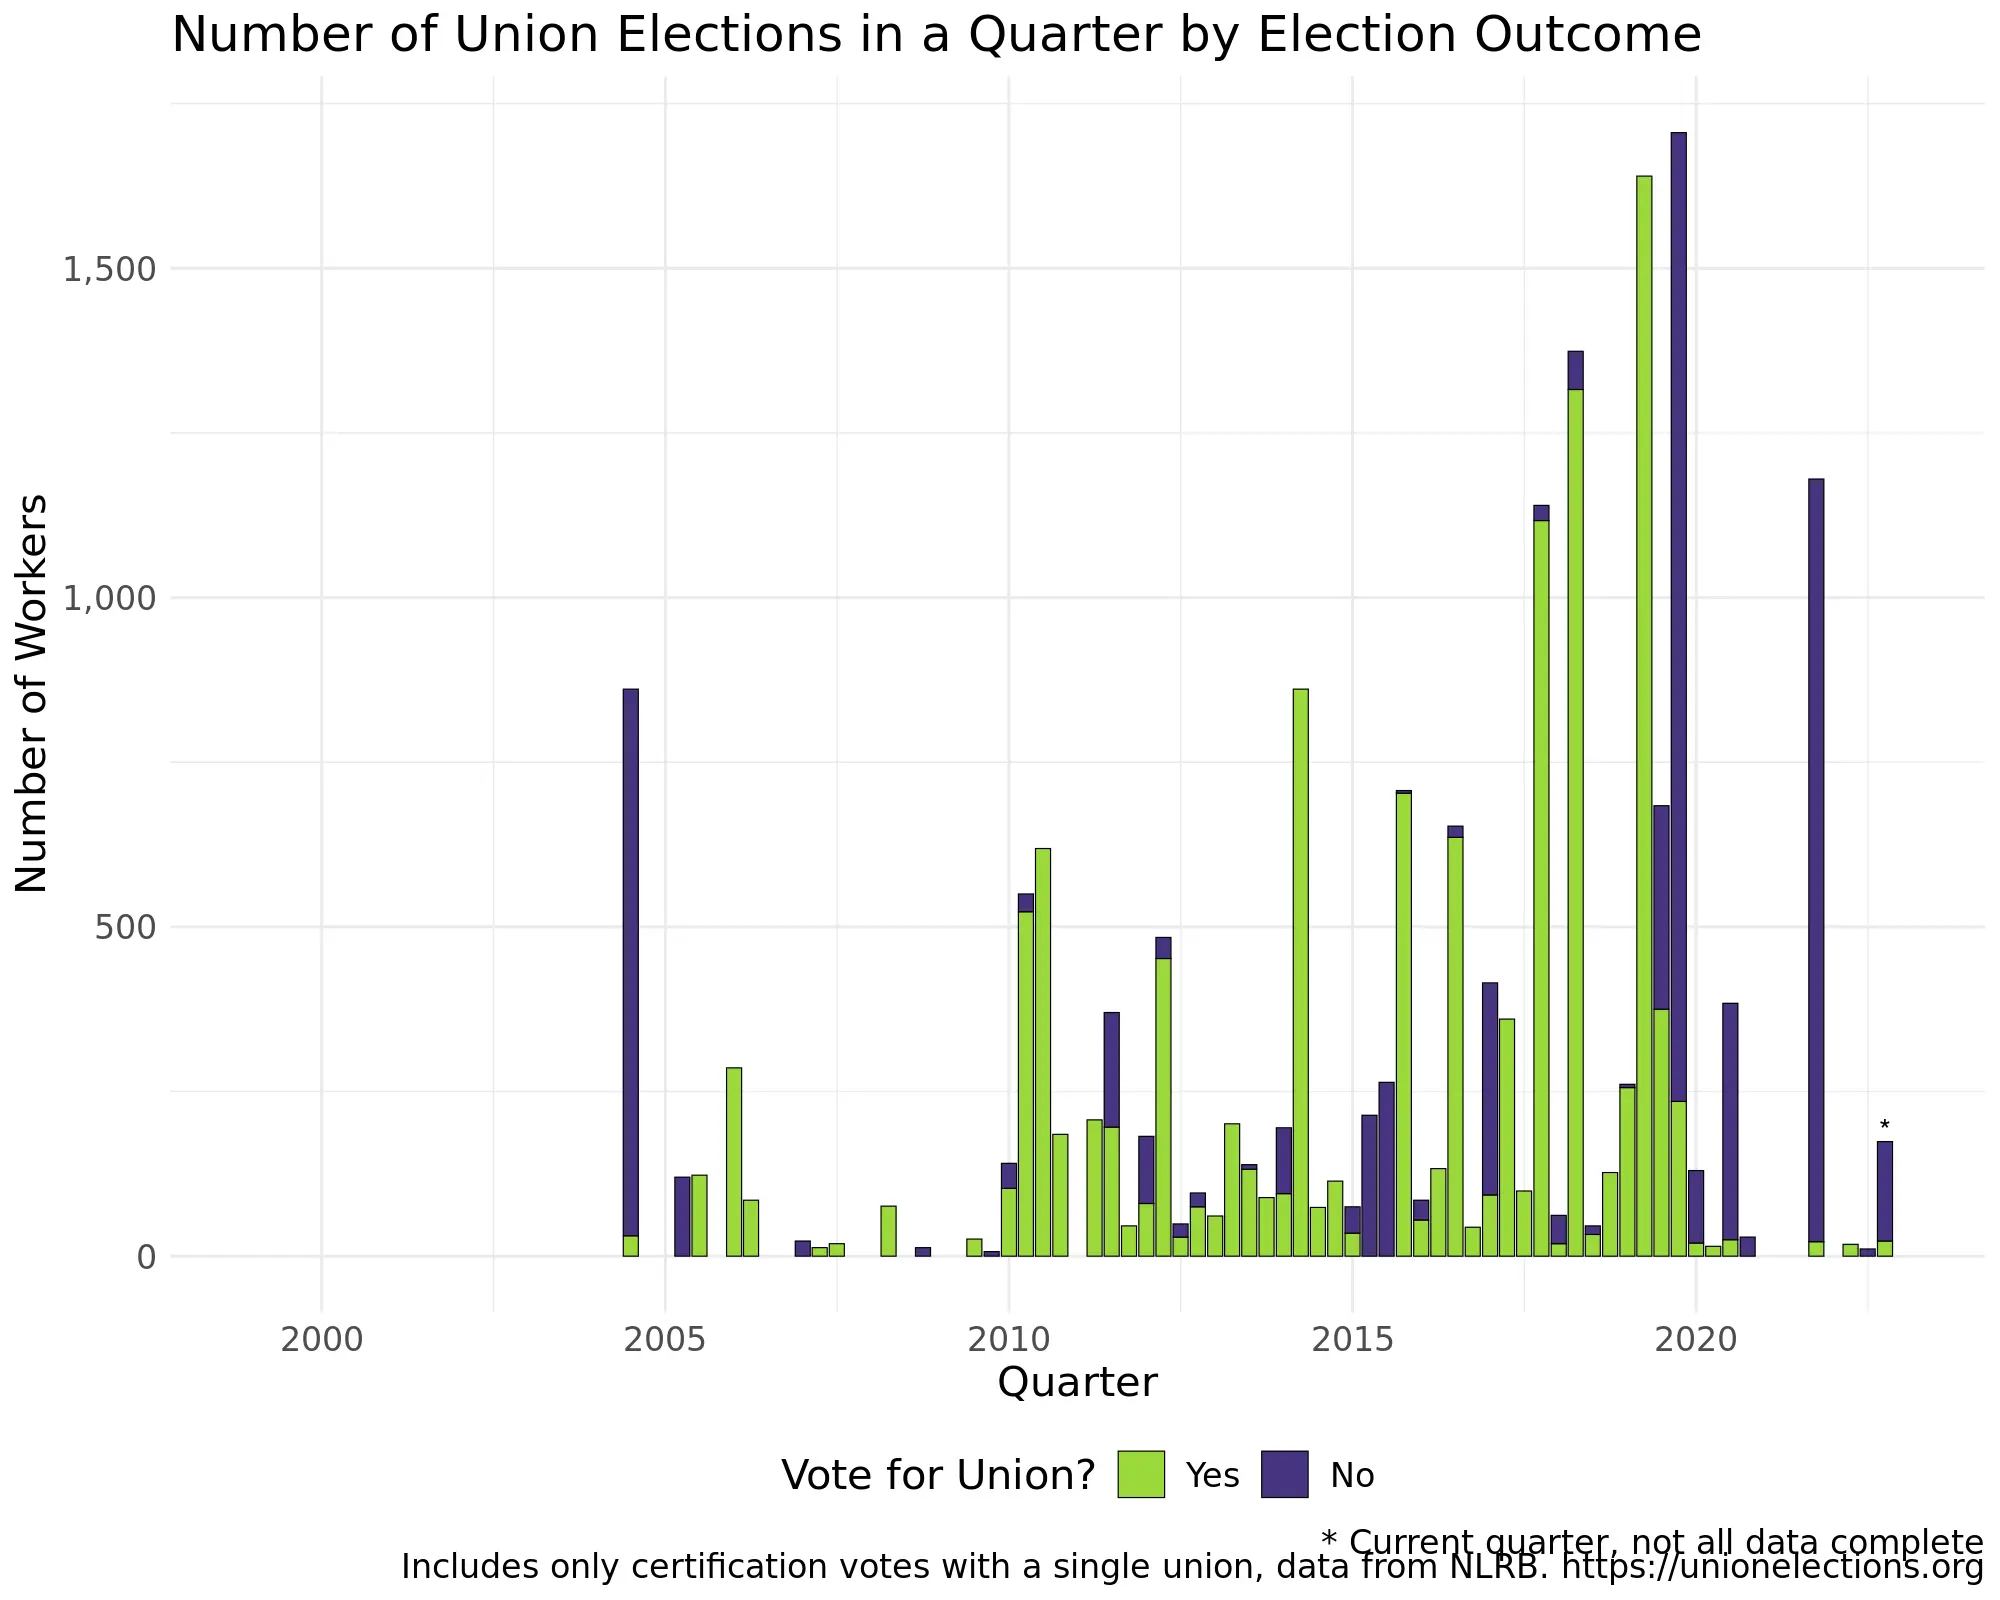 Number of Union Elections in a Quarter by Election Outcome
Number of Workers
1,500
1,000
500
0
*
2000 2005 2010 2015 2020
Quarter
Vote for Union? Yes No
* Current quarter, not all data complete
Includes only certification votes with a single union, data from NLRB. https://unionelections.org